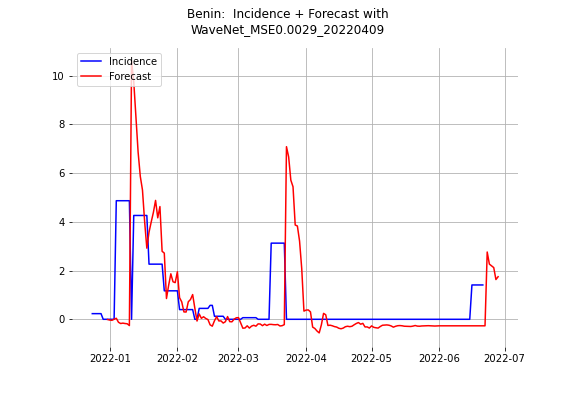 Benin:  Incidence + Forecast with
WaveNet_MSE0.0029_20220409
Incidence
Forecast
10
8
6
4
2
0
2022-01 2022-02 2022-03 2022-04 2022-05 2022-06 2022-07